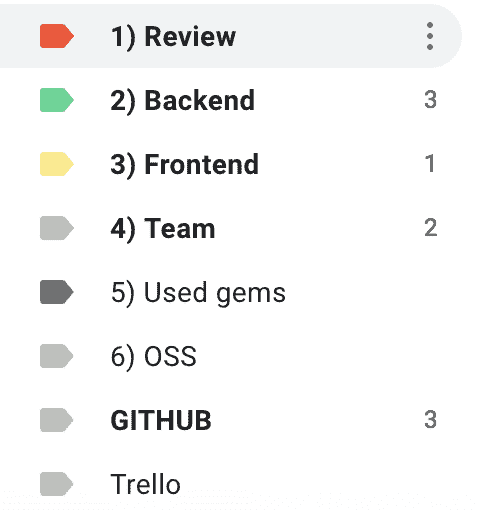 1) Review
2) Backend 3
3) Frontend 1
4) Team 2
5) Used gems
6) OSS
GITHUB 3
Trello